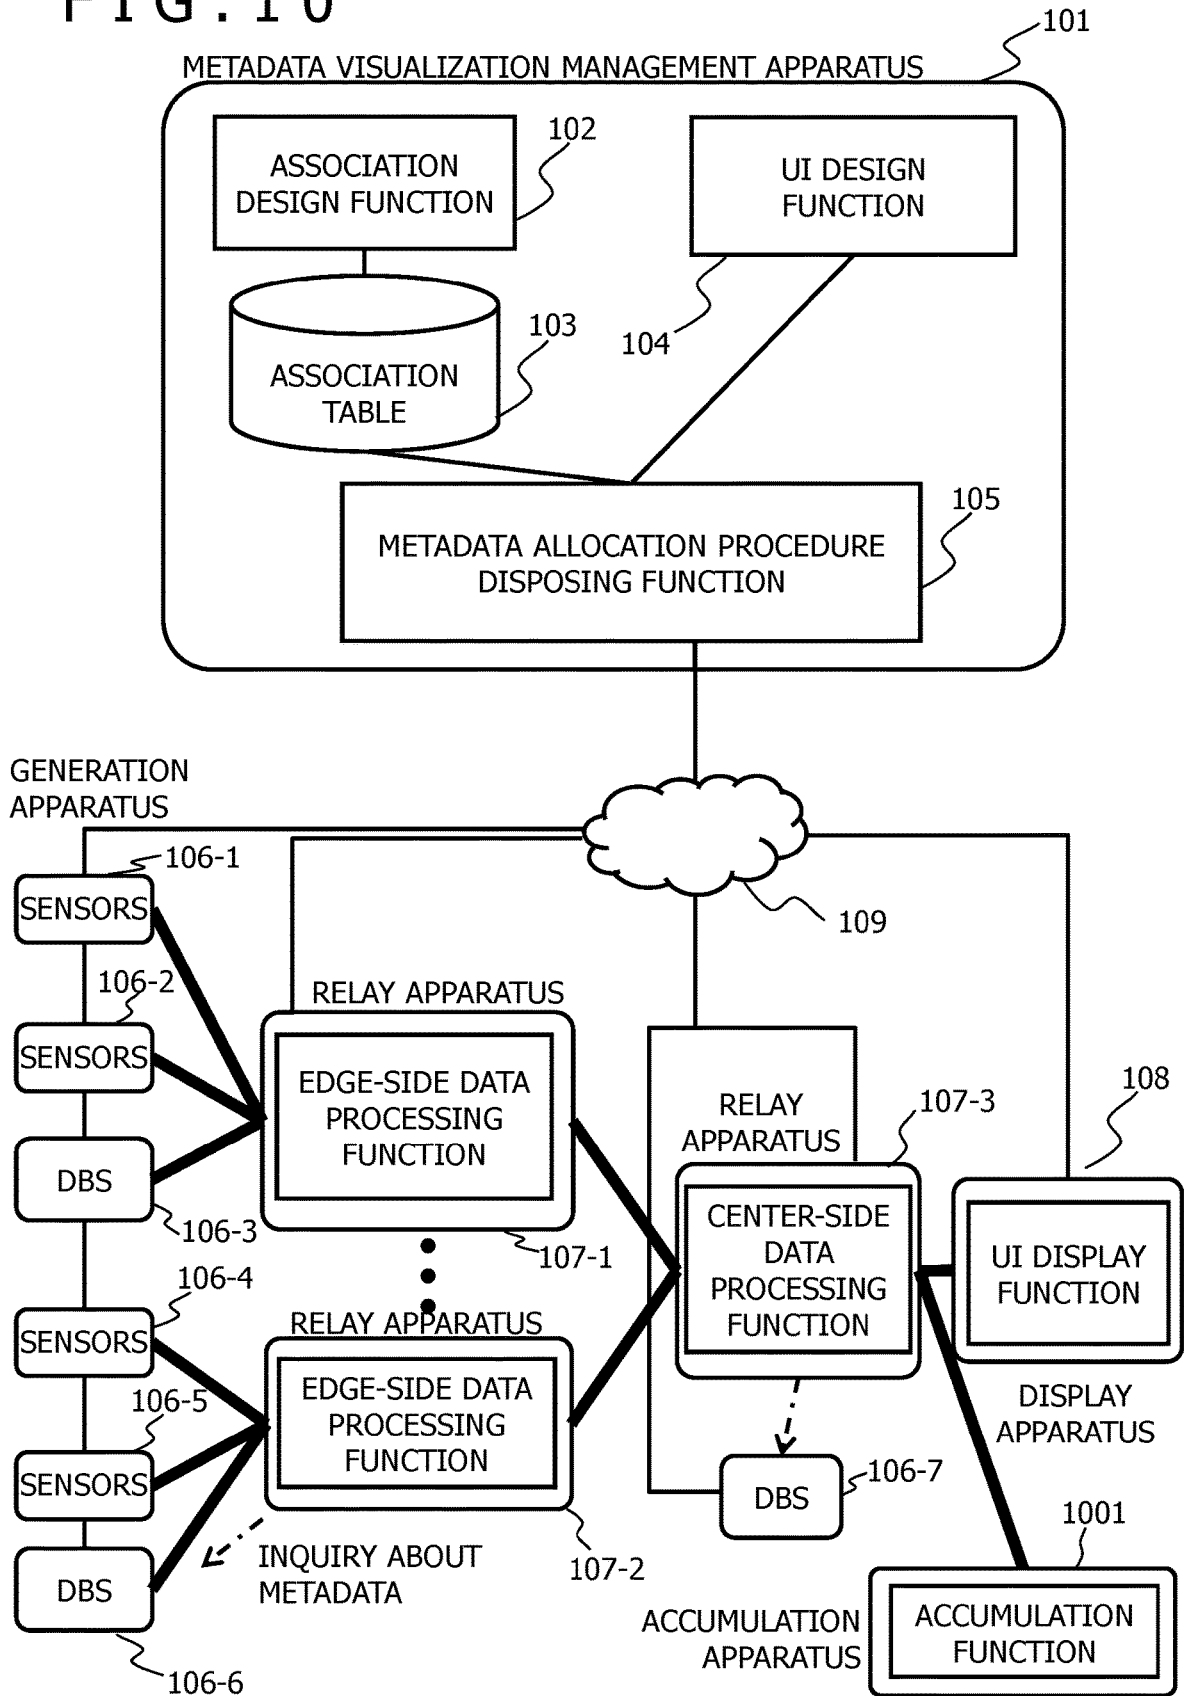 FIG.10
101
METADATA VISUALIZATION MANAGEMENT APPARATUS
102
ASSOCIATION
DESIGN FUNCTION
UI DESIGN
FUNCTION
103
104
ASSOCIATION
TABLE
105
METADATA ALLOCATION PROCEDURE
DISPOSING FUNCTION
GENERATION
APPARATUS
106-1
SENSORS
109
106-2
RELAY APPARATUS
SENSORS
EDGE-SIDE DATA
PROCESSING
FUNCTION
108
RELAY
APPARATUS
107-3
DBS
106-3
107-1
CENTER-SIDE
DATA
PROCESSING
FUNCTION
UI DISPLAY
FUNCTION
106-4
SENSORS
RELAY APPARATUS
EDGE-SIDE DATA
PROCESSING
FUNCTION
106-5
DISPLAY
APPARATUS
SENSORS
106-7
DBS
107-2
INQUIRY ABOUT
METADATA
1001
DBS
106-6
ACCUMULATION
APPARATUS
ACCUMULATION
FUNCTION